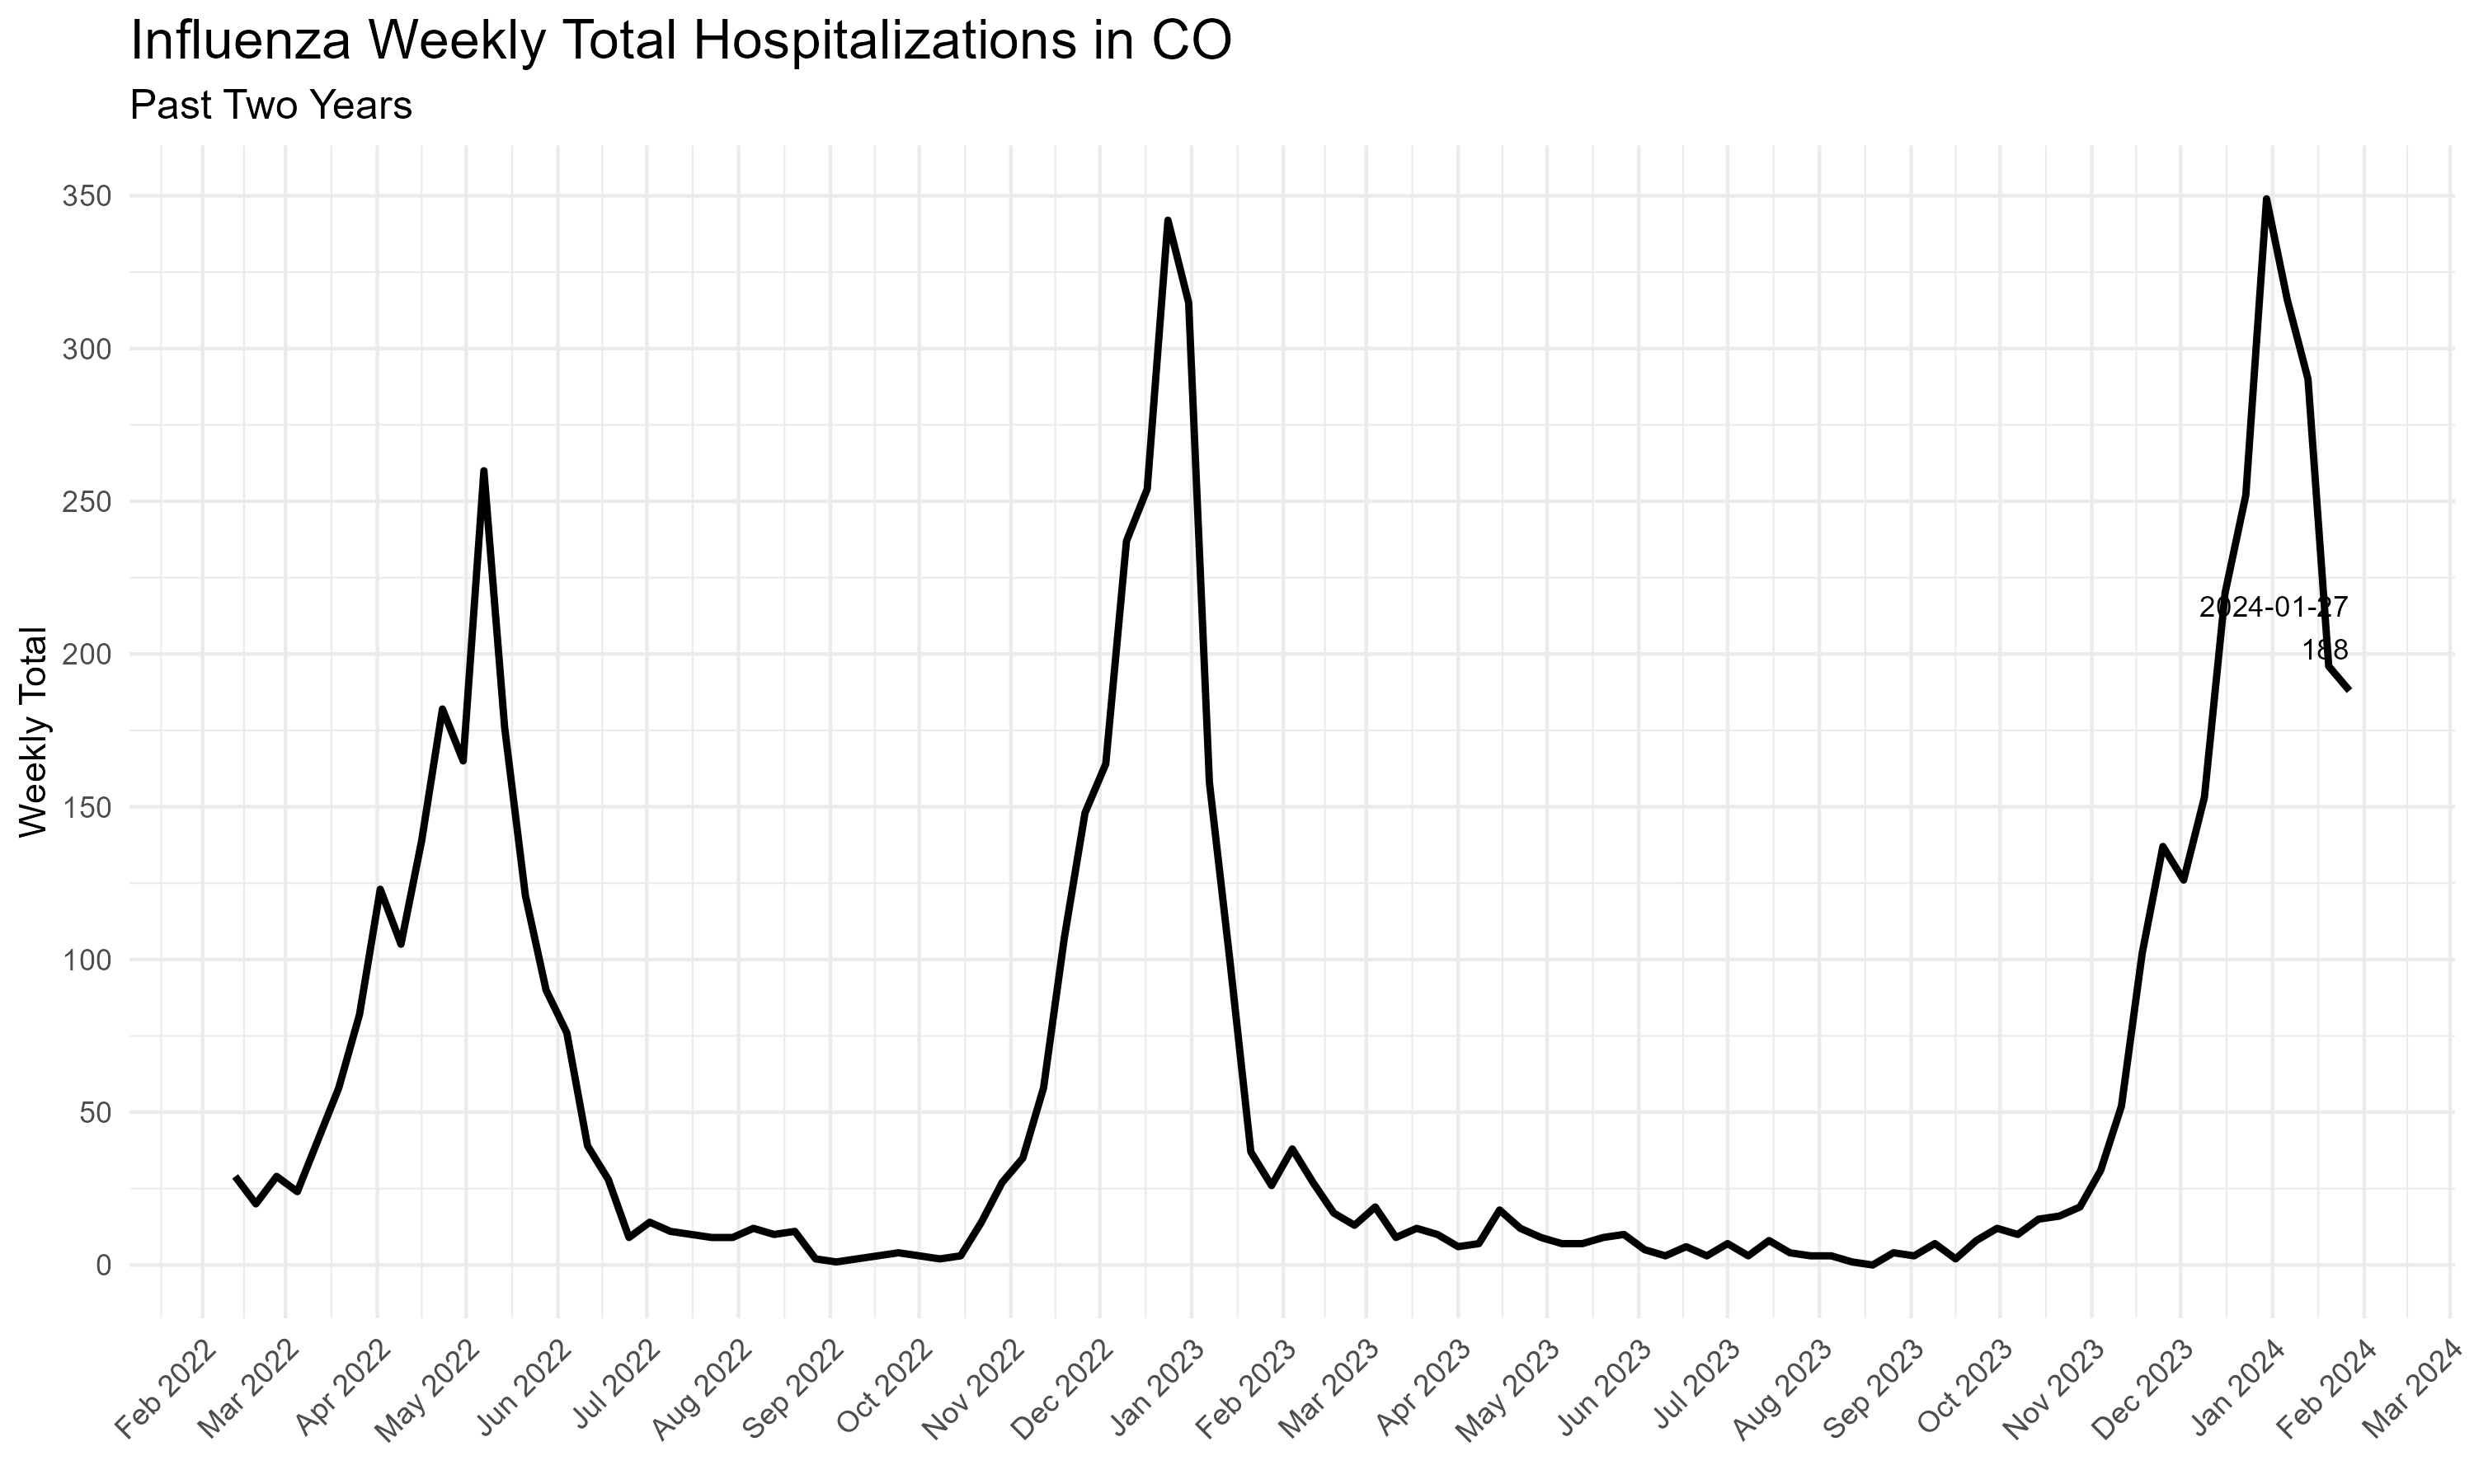 Influenza Weekly Total Hospitalizations in CO
Past Two Years
Weekly Total
350
300
250
200
150
100
50
0
2024-01-27
188
Feb 2022
Mar 2022
Apr 2022
May 2022
Jun 2022
Jul 2022
Aug 2022
Sep 2022
Oct 2022
Nov 2022
Dec 2022
Jan 2023
Feb 2023
Mar 2023
Apr 2023
May 2023
Jun 2023
Jul 2023
Aug 2023
Sep 2023
Oct 2023
Nov 2023
Dec 2023
Jan 2024
Feb 2024
Mar 2024